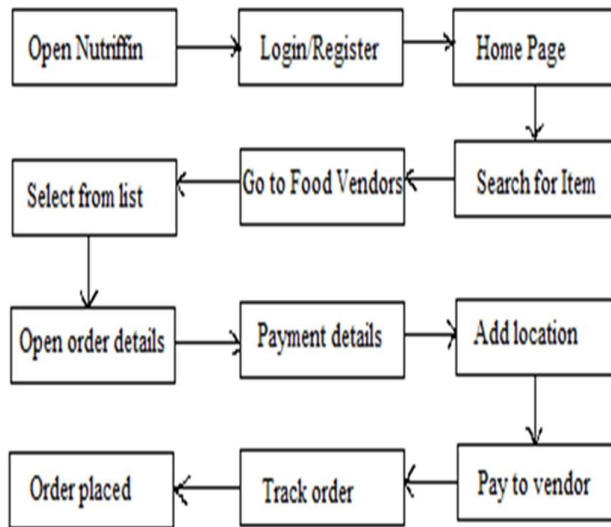 Open Nutriffin
Login/Register
Home Page
Search for Item
Go to Food Vendors
Select from list
Open order details
Payment details
Add location
Pay to vendor
Track order
Order placed